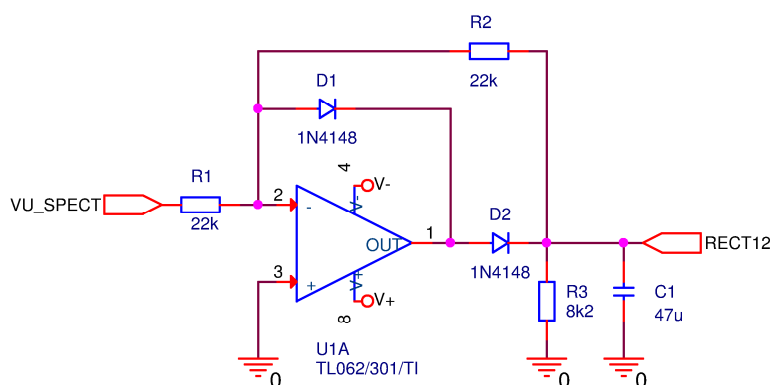 R2
22k
D1
1N4148
R1
22k
VU_SPECT
4
V-
V-
2
-
OUT
1
D2
1N4148
RECT12
3
+
V+
V+
8
R3
8k2
C1
47u
U1A
TL062/301/TI
0
0
0